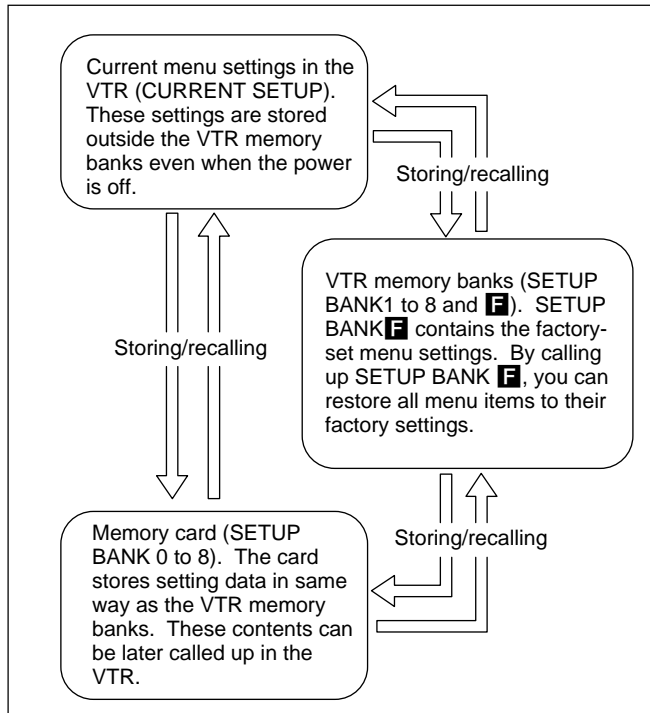 Current menu settings in the
VTR (CURRENT SETUP).
These settings are stored
outside the VTR memory
banks even when the power
is off.
Storing/recalling
VTR memory banks (SETUP
BANK1 to 8 and F). SETUP
BANK F contains the factory-
set menu settings. By calling
up SETUP BANK F, you can
restore all menu items to their
factory settings.
Storing/recalling
Storing/recalling
Memory card (SETUP
BANK 0 to 8). The card
stores setting data in same
way as the VTR memory
banks. These contents can
be later called up in the
VTR.